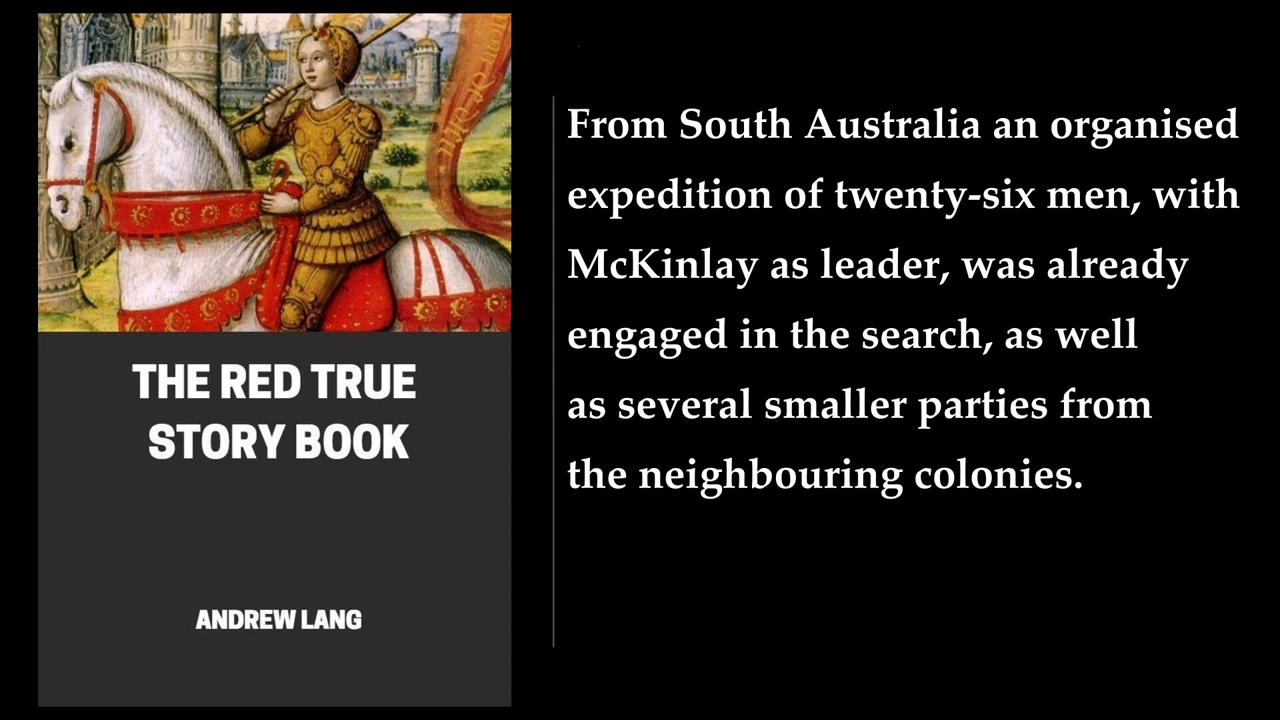 THE RED TRUE
STORY BOOK
ANDREW LANG
From South Australia an organised
expedition of twenty-six men, with
McKinlay as leader, was already
engaged in the search, as well
as several smaller parties from
the neighbouring colonies.